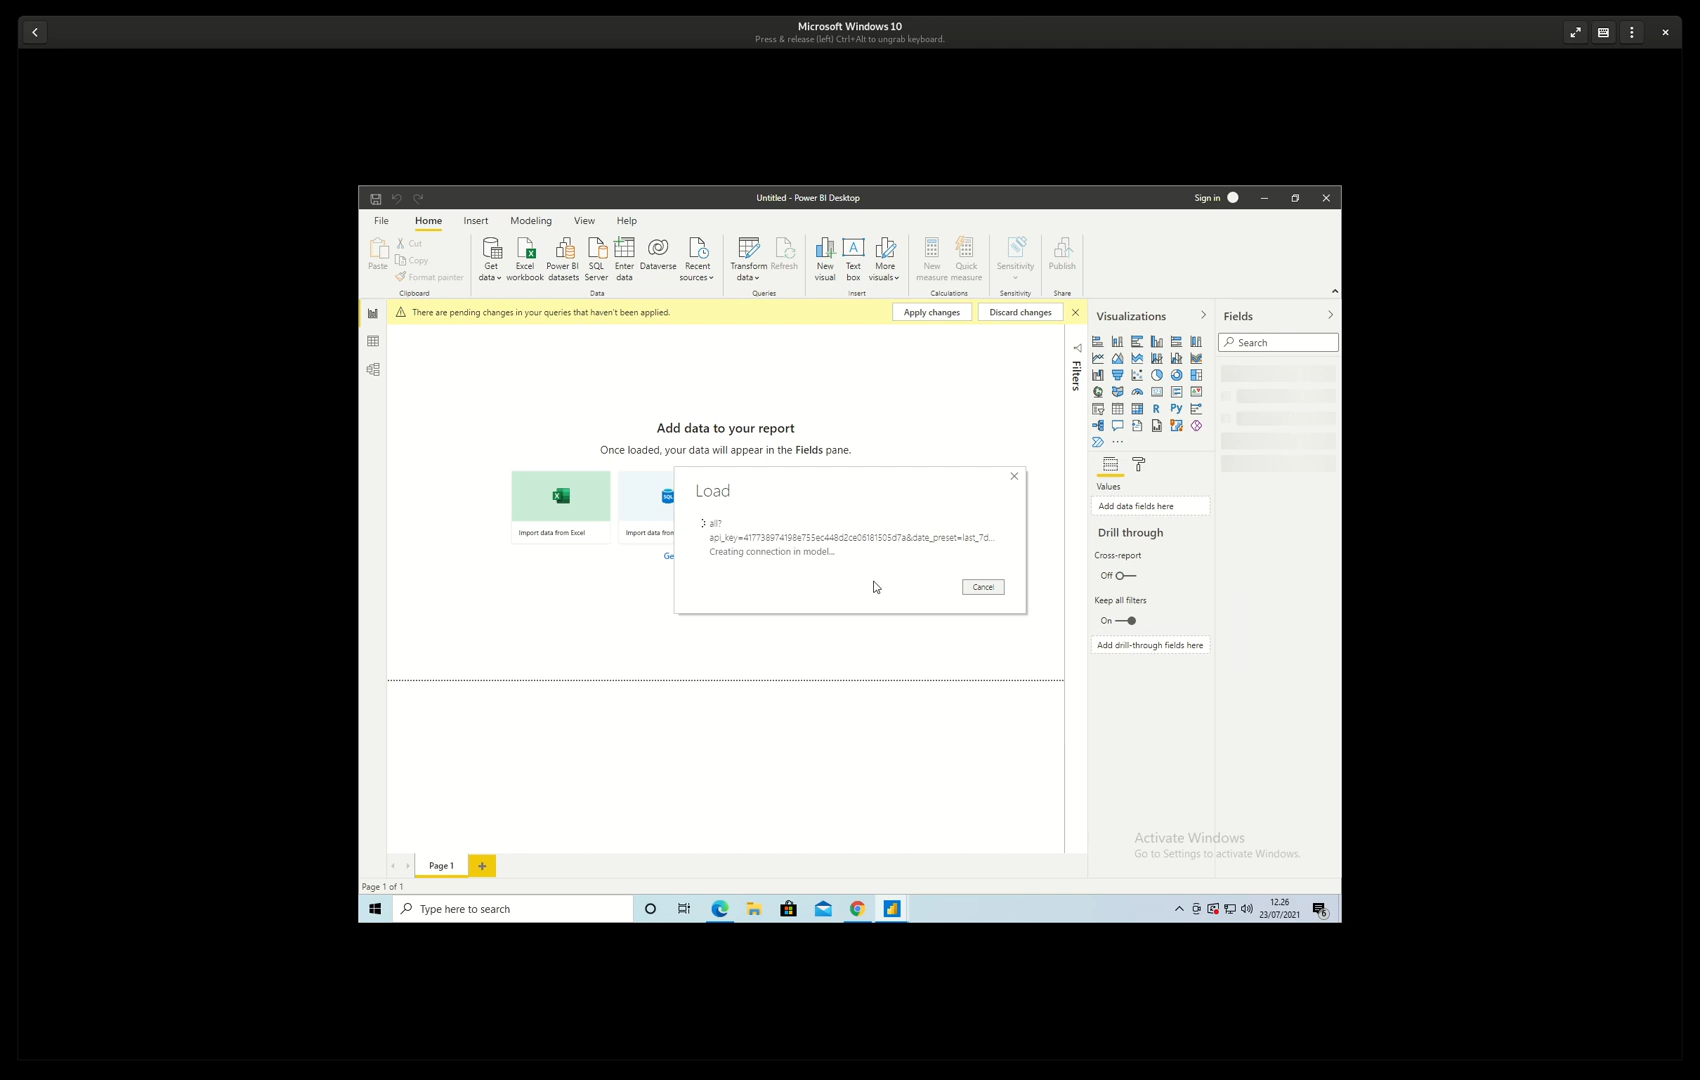 Microsoft Windows 10
Press & release (left) Ctrl+Alt to ungrab keyboard.
Untitled - Power BI Desktop
Sign in
File Home Insert Modeling View Help
Paste
Cut
Copy
Format painter
Clipboard
Get data
Excel workbook
Power BI datasets
SQL Server
Enter data
Dataverse
Recent sources
Data
Transform data
Refresh
Queries
New visual
Text box
More visuals
Insert
New measure
Quick measure
Calculations
Sensitivity
Sensitivity
Publish
Share
There are pending changes in your queries that haven't been applied.
Apply changes
Discard changes
Filters
Add data to your report
Once loaded, your data will appear in the Fields pane.
Import data from Excel
SQL
Import data from
Ge
Load
all?
api_key=417738974198e755ec448d2ce06181505d7a&date_preset=last_7d...
Creating connection in model...
Cancel
Visualizations
R
Py
Values
Add data fields here
Drill through
Cross-report
Off
Keep all filters
On
Add drill-through fields here
Fields
Search
Activate Windows
Go to Settings to activate Windows.
Page 1
Page 1 of 1
Type here to search
12.26
23/07/2021
6